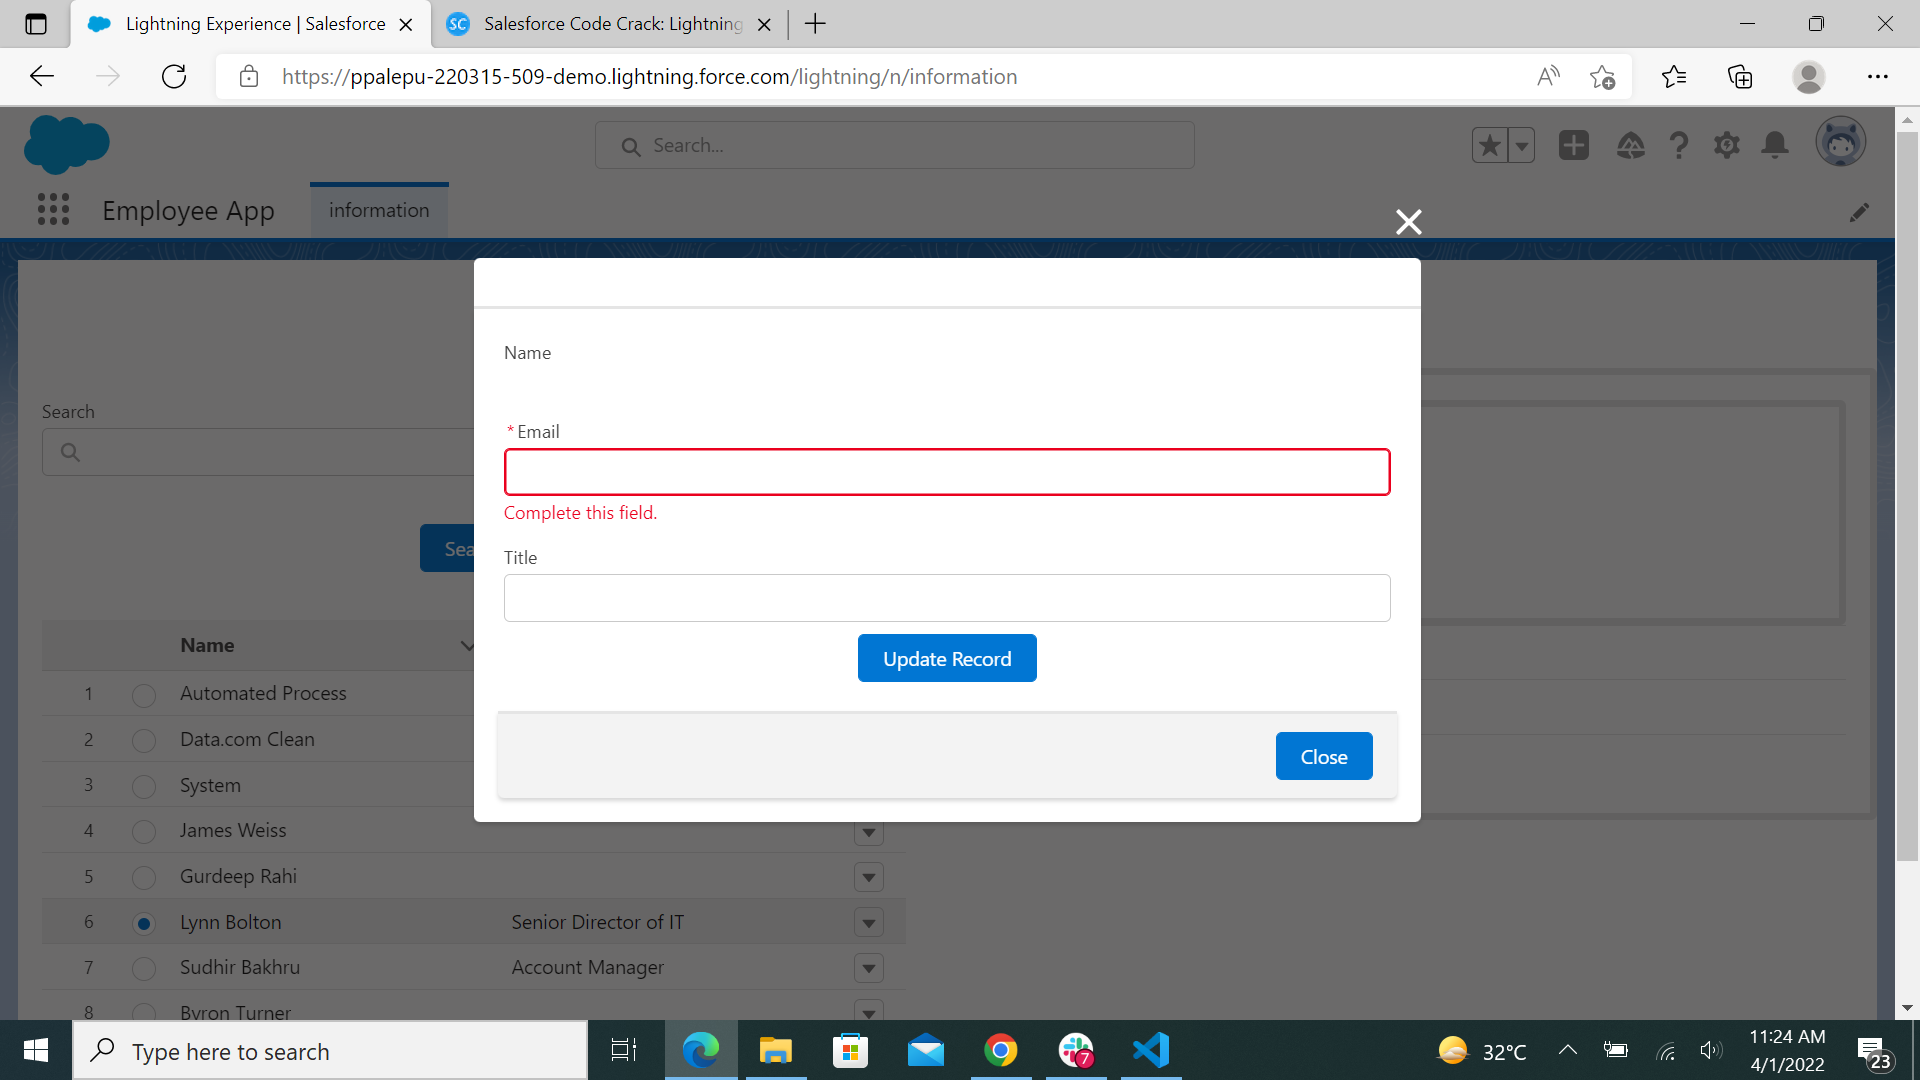 Lightning Experience | Salesforce
SC
Salesforce Code Crack: Lightning
https://ppalepu-220315-509-demo.lightning.force.com/lightning/n/information
Search...
Employee App
information
Name
Search
*Email
Complete this field.
Title
Sea
Update Record
Name
1 Automated Process
2 Data.com Clean
Close
3 System
4 James Weiss
5 Gurdeep Rahi
6 Lynn Bolton Senior Director of IT
7 Sudhir Bakhru Account Manager
8 Byron Turner
Type here to search
7
32°C
11:24 AM
4/1/2022
23